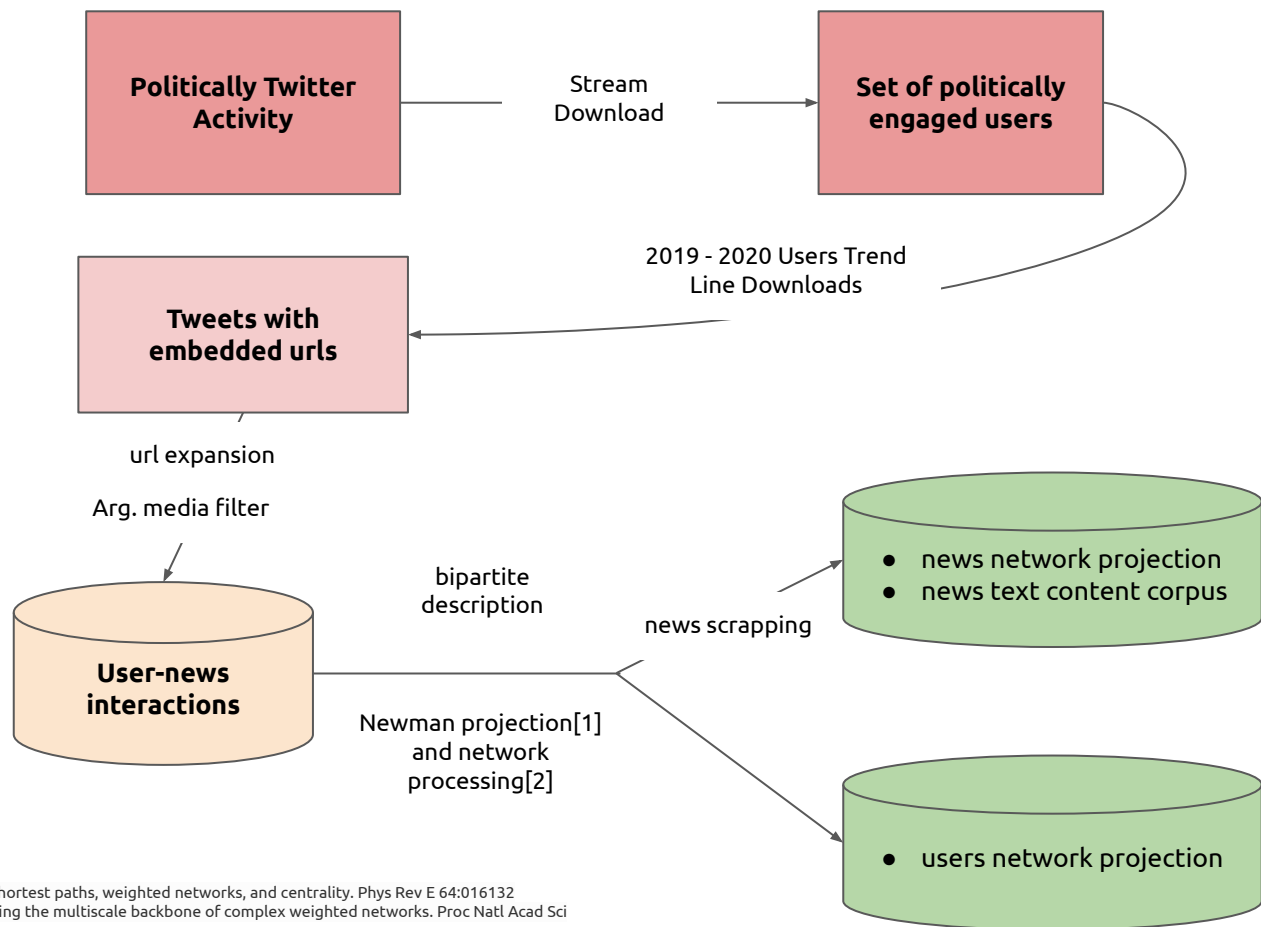 Politically Twitter
Activity
Stream
Download
Set of politically
engaged users
2019 - 2020 Users Trend
Line Downloads
Tweets with
embedded urls
url expansion
Arg. media filter
User-news
interactions
bipartite
description
Newman projection[1]
and network
processing[2]
news scrapping
● news network projection
● news text content corpus
● users network projection
shortest paths, weighted networks, and centrality. Phys Rev E 64:016132
the multiscale backbone of complex weighted networks. Proc Natl Acad Sci